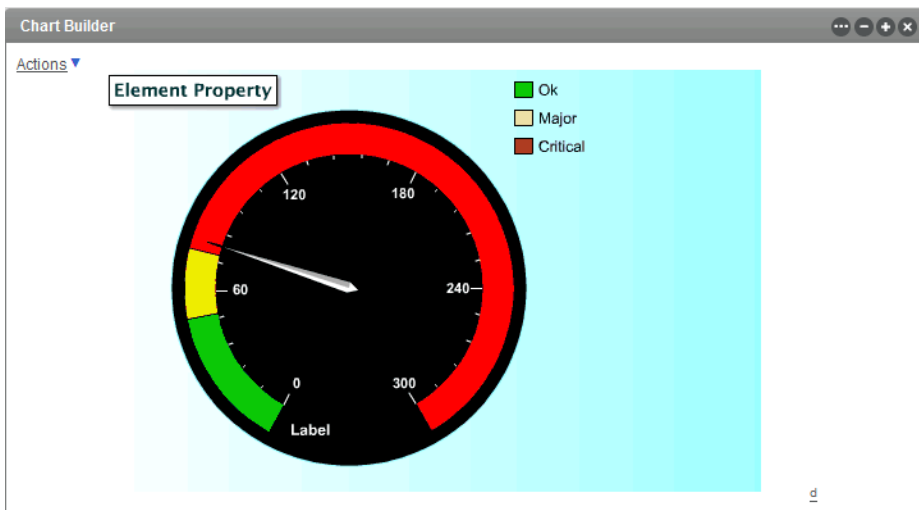 Chart Builder
Actions
Element Property
Ok
Major
Critical
120
180
60
240
0
300
Label
d